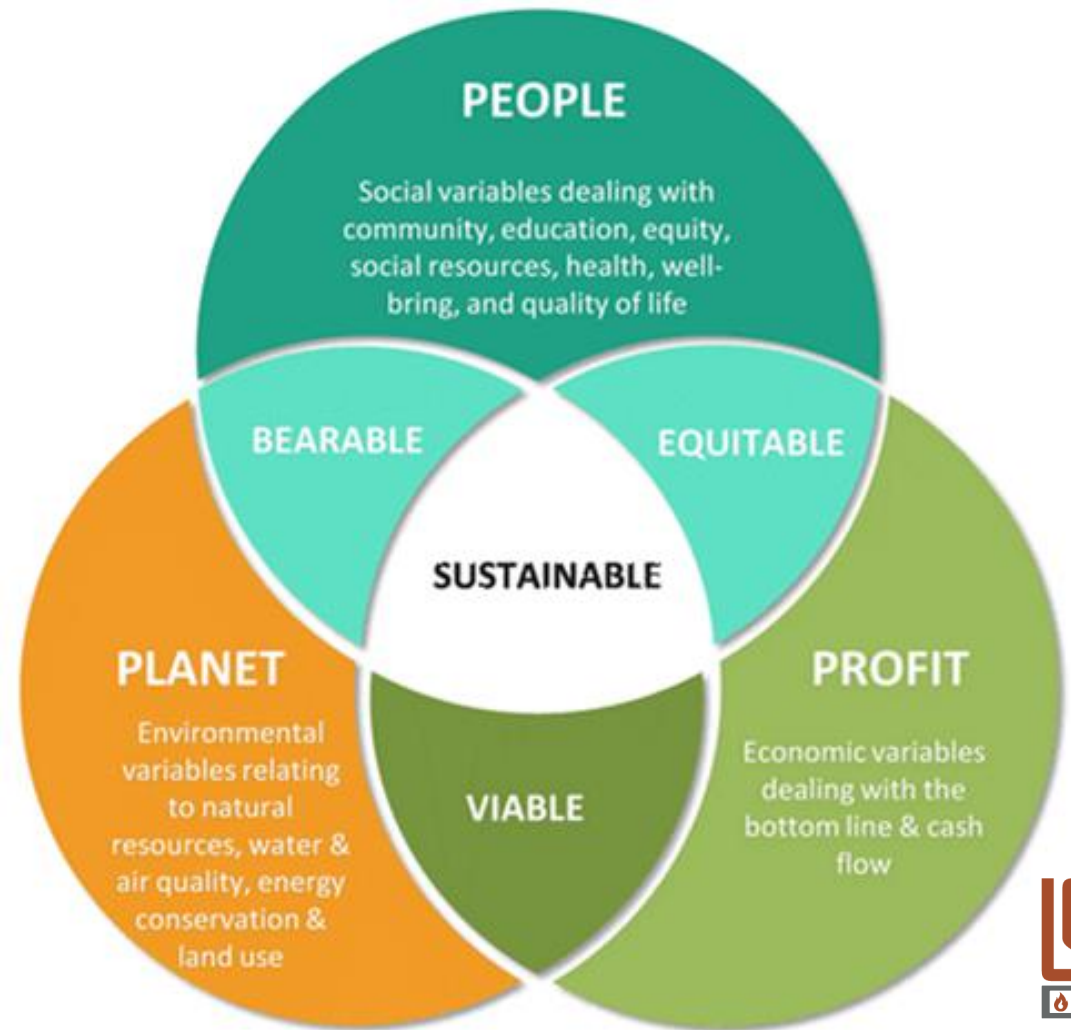 PEOPLE
Social variables dealing with
community, education, equity,
social resources, health, well-
bring, and quality of life
BEARABLE
EQUITABLE
SUSTAINABLE
PLANET
Environmental
variables relating
to natural
resources, water &
air quality, energy
conservation &
land use
VIABLE
PROFIT
Economic variables
dealing with the
bottom line & cash
flow